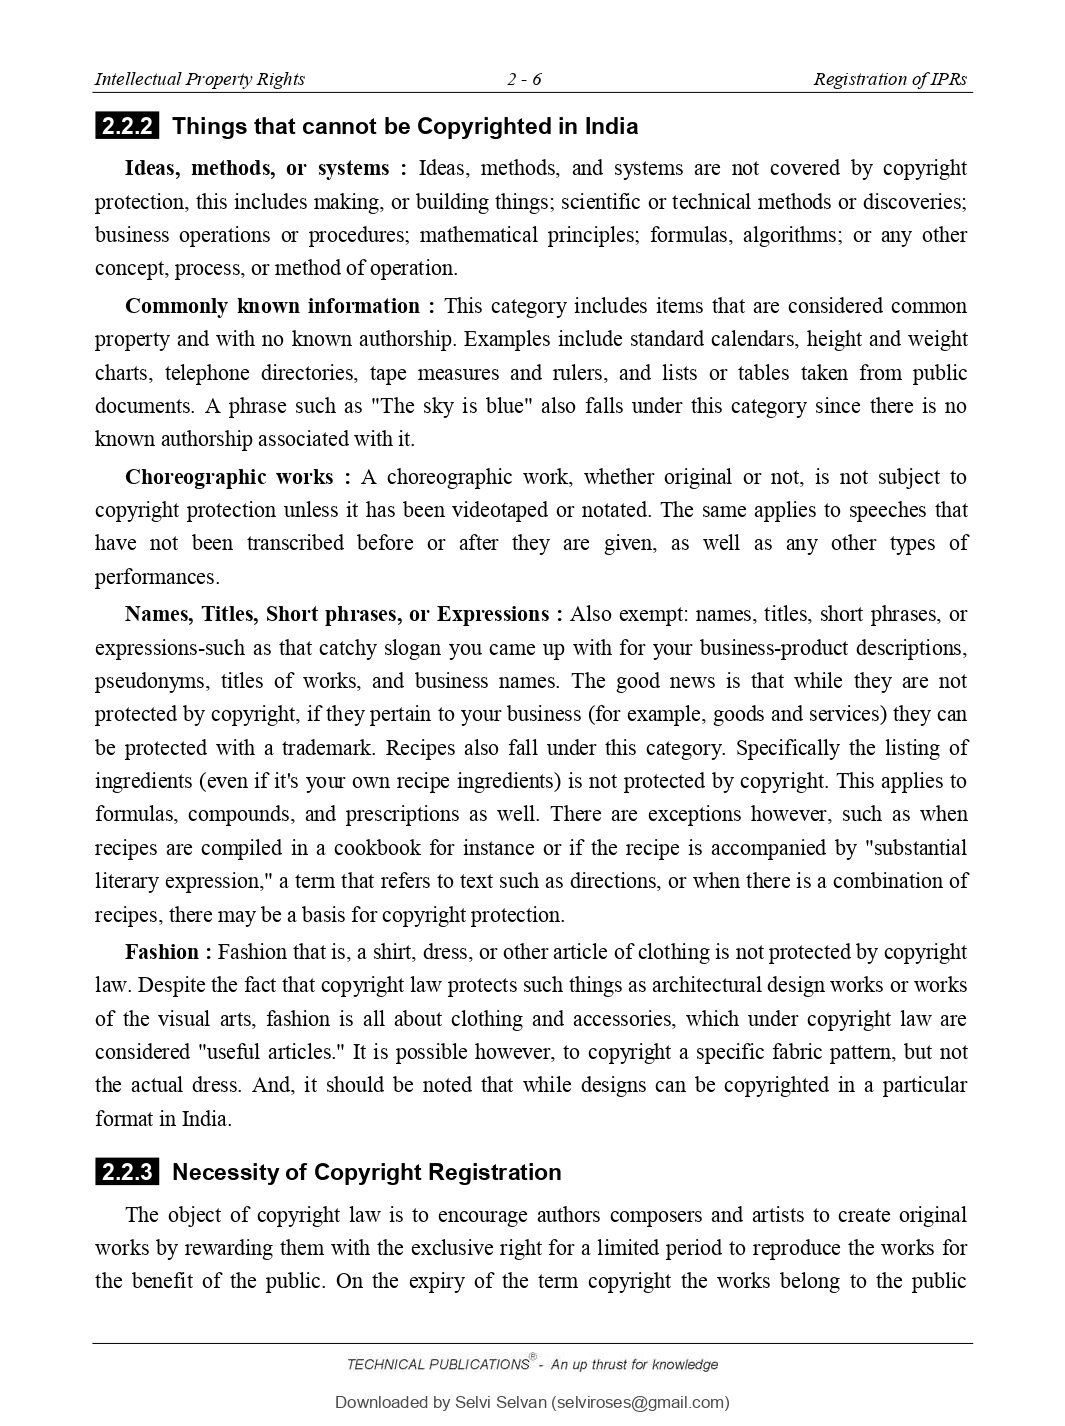 Intellectual Property Rights 2 - 6 Registration of IPRs
2.2.2 Things that cannot be Copyrighted in India
Ideas, methods, or systems : Ideas, methods, and systems are not covered by copyright
protection, this includes making, or building things; scientific or technical methods or discoveries;
business operations or procedures; mathematical principles; formulas, algorithms; or any other
concept, process, or method of operation.
Commonly known information : This category includes items that are considered common
property and with no known authorship. Examples include standard calendars, height and weight
charts, telephone directories, tape measures and rulers, and lists or tables taken from public
documents. A phrase such as "The sky is blue" also falls under this category since there is no
known authorship associated with it.
Choreographic works : A choreographic work, whether original or not, is not subject to
copyright protection unless it has been videotaped or notated. The same applies to speeches that
have not been transcribed before or after they are given, as well as any other types of
performances.
Names, Titles, Short phrases, or Expressions : Also exempt: names, titles, short phrases, or
expressions-such as that catchy slogan you came up with for your business-product descriptions,
pseudonyms, titles of works, and business names. The good news is that while they are not
protected by copyright, if they pertain to your business (for example, goods and services) they can
be protected with a trademark. Recipes also fall under this category. Specifically the listing of
ingredients (even if it's your own recipe ingredients) is not protected by copyright. This applies to
formulas, compounds, and prescriptions as well. There are exceptions however, such as when
recipes are compiled in a cookbook for instance or if the recipe is accompanied by "substantial
literary expression," a term that refers to text such as directions, or when there is a combination of
recipes, there may be a basis for copyright protection.
Fashion : Fashion that is, a shirt, dress, or other article of clothing is not protected by copyright
law. Despite the fact that copyright law protects such things as architectural design works or works
of the visual arts, fashion is all about clothing and accessories, which under copyright law are
considered "useful articles." It is possible however, to copyright a specific fabric pattern, but not
the actual dress. And, it should be noted that while designs can be copyrighted in a particular
format in India.
2.2.3 Necessity of Copyright Registration
The object of copyright law is to encourage authors composers and artists to create original
works by rewarding them with the exclusive right for a limited period to reproduce the works for
the benefit of the public. On the expiry of the term copyright the works belong to the public
TECHNICAL PUBLICATIONS® - An up thrust for knowledge
Downloaded by Selvi Selvan (selviroses@gmail.com)